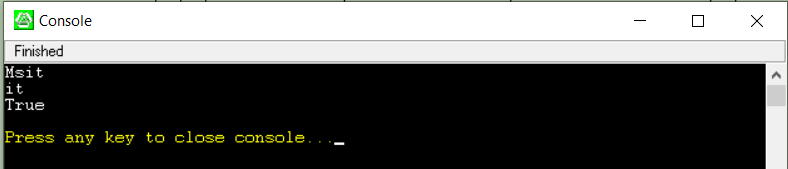 Console
Finished
Msit
it
True
Press any key to close console..._